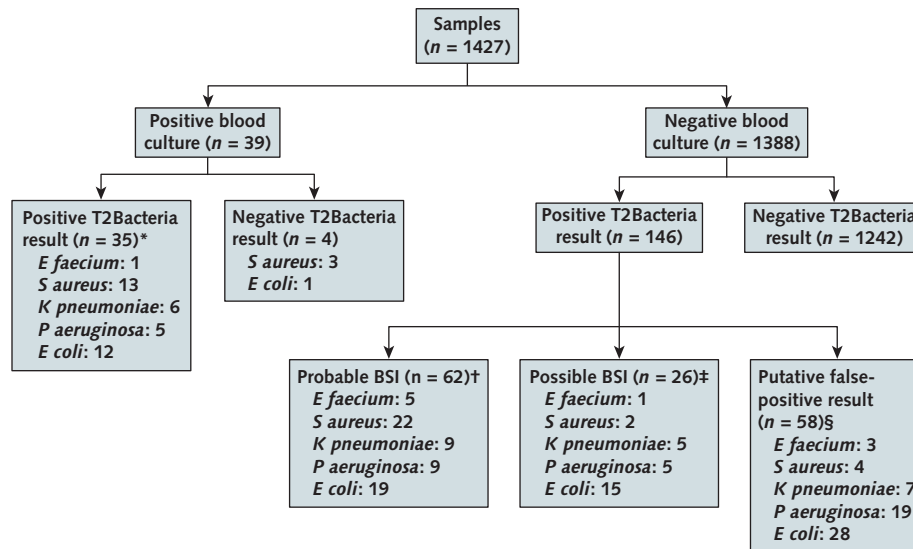 Samples
(n = 1427)
Positive blood
culture (n = 39)
Negative blood
culture (n = 1388)
Positive T2Bacteria
result (n = 35)*
E faecium: 1
S aureus: 13
K pneumoniae: 6
P aeruginosa: 5
E coli: 12
Negative T2Bacteria
result (n = 4)
S aureus: 3
E coli: 1
Positive T2Bacteria
result (n = 146)
Negative T2Bacteria
result (n = 1242)
Probable BSI (n = 62)†
E faecium: 5
S aureus: 22
K pneumoniae: 9
P aeruginosa: 9
E coli: 19
Possible BSI (n = 26)‡
E faecium: 1
S aureus: 2
K pneumoniae: 5
P aeruginosa: 5
E coli: 15
Putative false-
positive result
(n = 58)§
E faecium: 3
S aureus: 4
K pneumoniae: 7
P aeruginosa: 19
E coli: 28